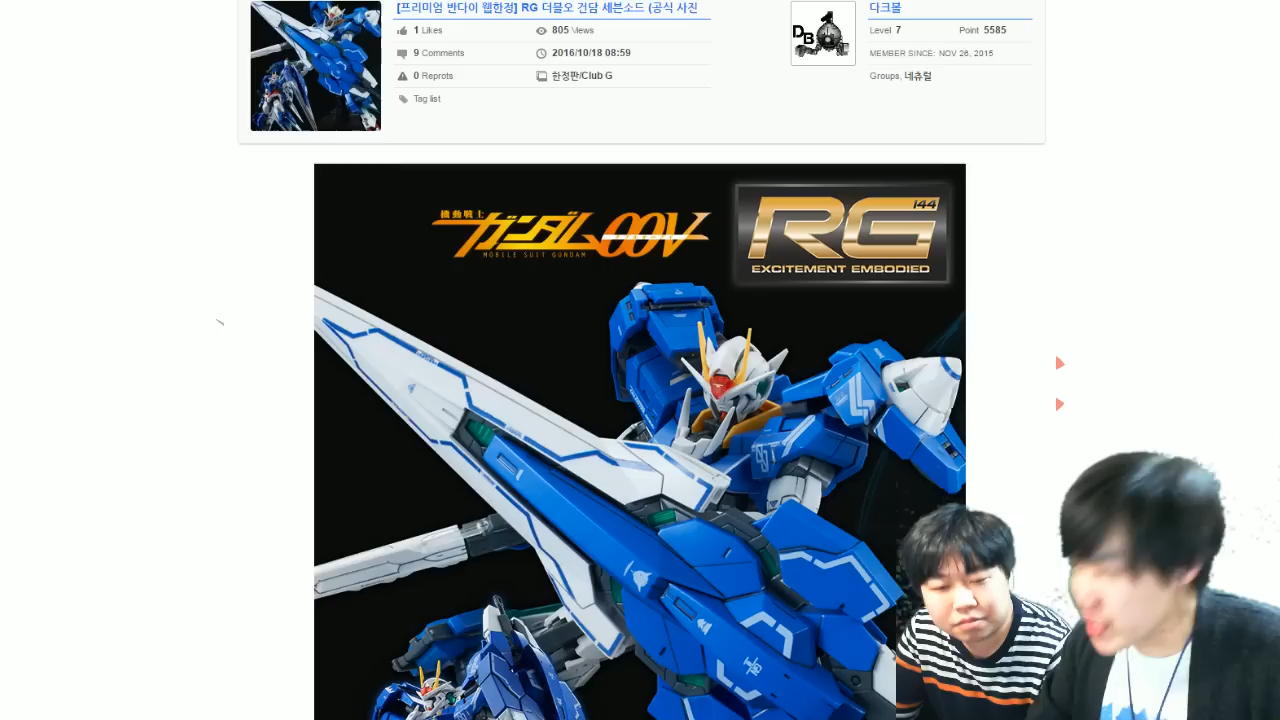 [프리미엄 반다이 웹한정] RG 더블오 건담 세븐소드 (공식 사진
1 Likes
805 Views
9 Comments
2016/10/18 08:59
0 Reprots
한정판/Club G
Tag list
다크볼
Level 7
Point 5585
MEMBER SINCE: NOV 26, 2015
Groups, 네츄럴
DB
機動戦士
ガンダム00V
MOBILE SUIT GUNDAM
RG
144
EXCITEMENT EMBODIED